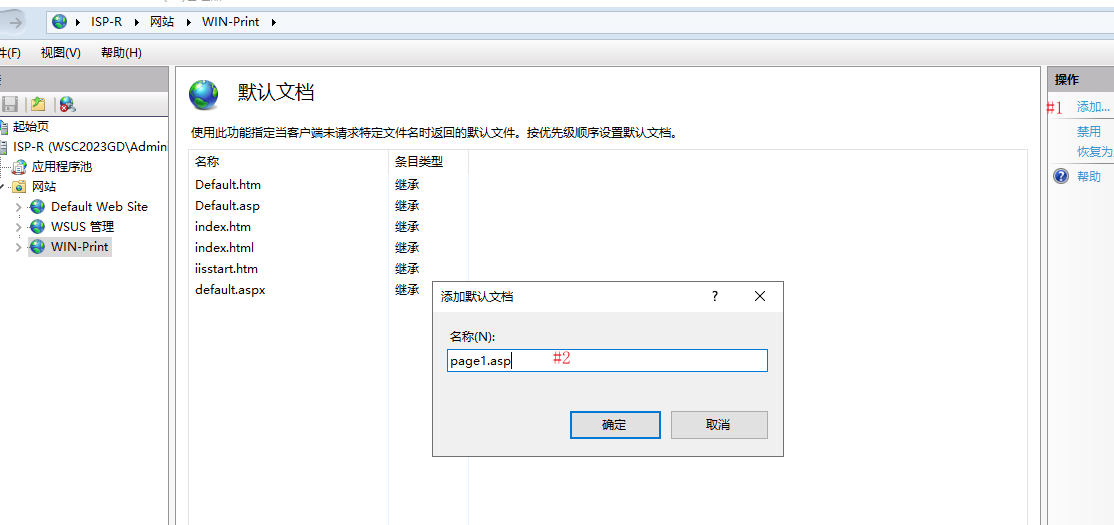 ISP-R 网站 WIN-Print
件(F) 视图(V) 帮助(H)
默认文档
操作
使用此功能指定当客户端未请求特定文件名时返回的默认文件。按优先级顺序设置默认文档。
#1 添加...
禁用
恢复为
帮助
起始页
ISP-R (WSC2023GD\Admin
应用程序池
网站
Default Web Site
WSUS 管理
WIN-Print
名称 条目类型
Default.htm 继承
Default.asp 继承
index.htm 继承
index.html 继承
iisstart.htm 继承
default.aspx 继承
添加默认文档 ?
名称(N):
page1.asp #2
确定 取消